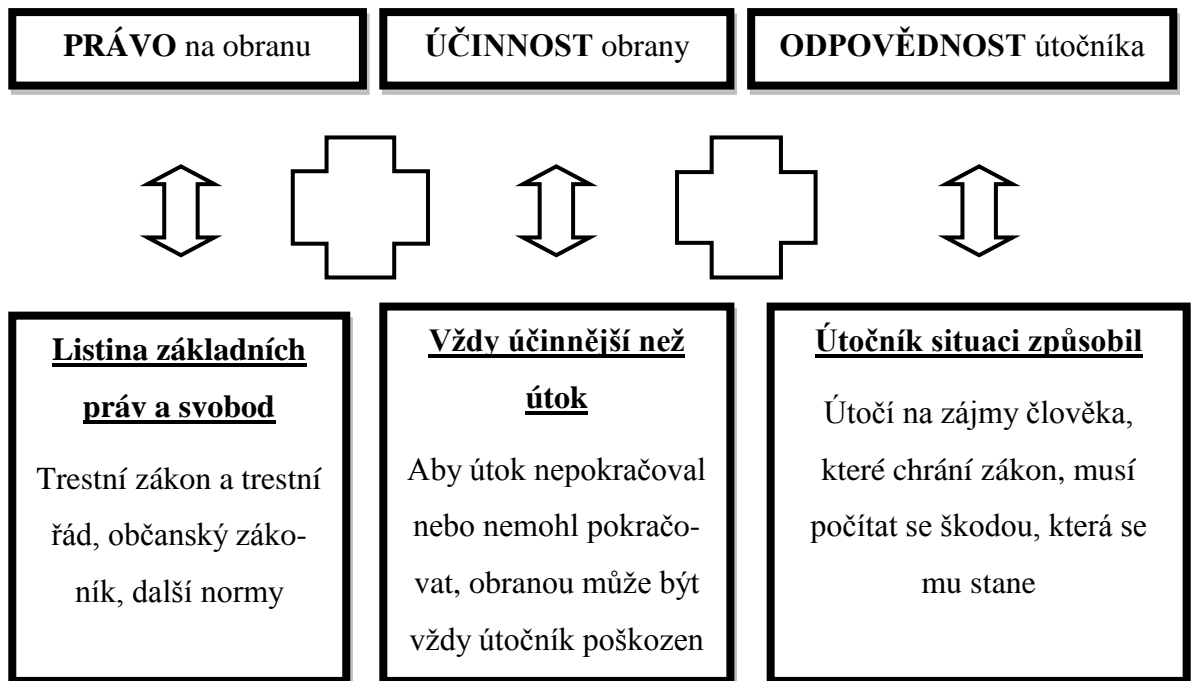 PRÁVO na obranu
ÚČINNOST obrany
ODPOVĚDNOST útočníka
Listina základních
práv a svobod
Trestní zákon a trestní
řád, občanský záko-
ník, další normy
Vždy účinnější než
útok
Aby útok nepokračoval
nebo nemohl pokračo-
vat, obranou může být
vždy útočník poškozen
Útočník situaci způsobil
Útočí na zájmy člověka,
které chrání zákon, musí
počítat se škodou, která se
mu stane